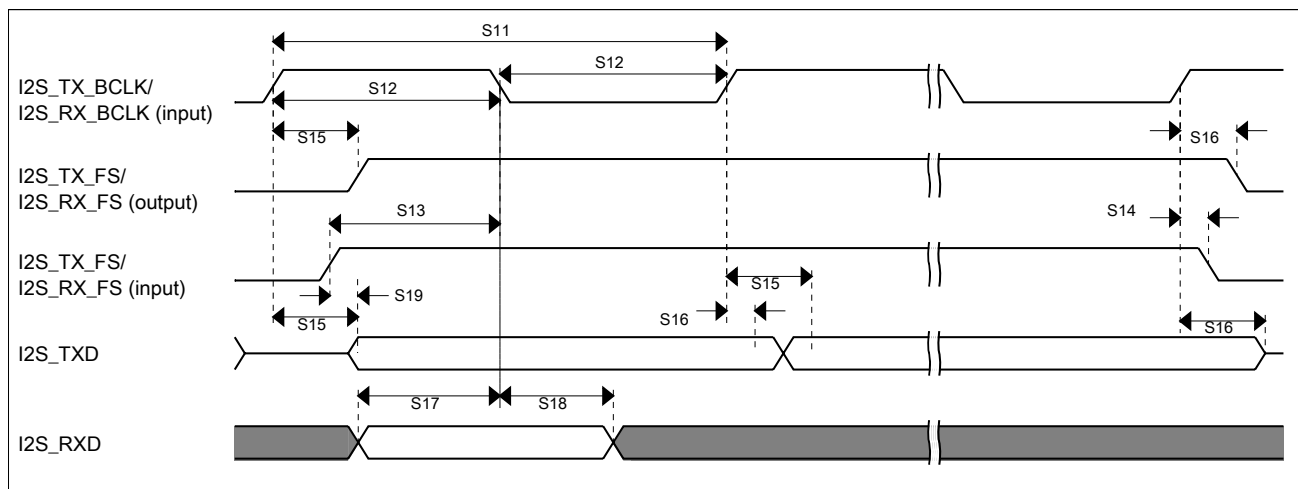 S11
I2S_TX_BCLK/
I2S_RX_BCLK (input)
S12
S12
S15
S16
I2S_TX_FS/
I2S_RX_FS (output)
S13
S14
I2S_TX_FS/
I2S_RX_FS (input)
S15
S19
S15
S16
S16
I2S_TXD
S17
S18
I2S_RXD